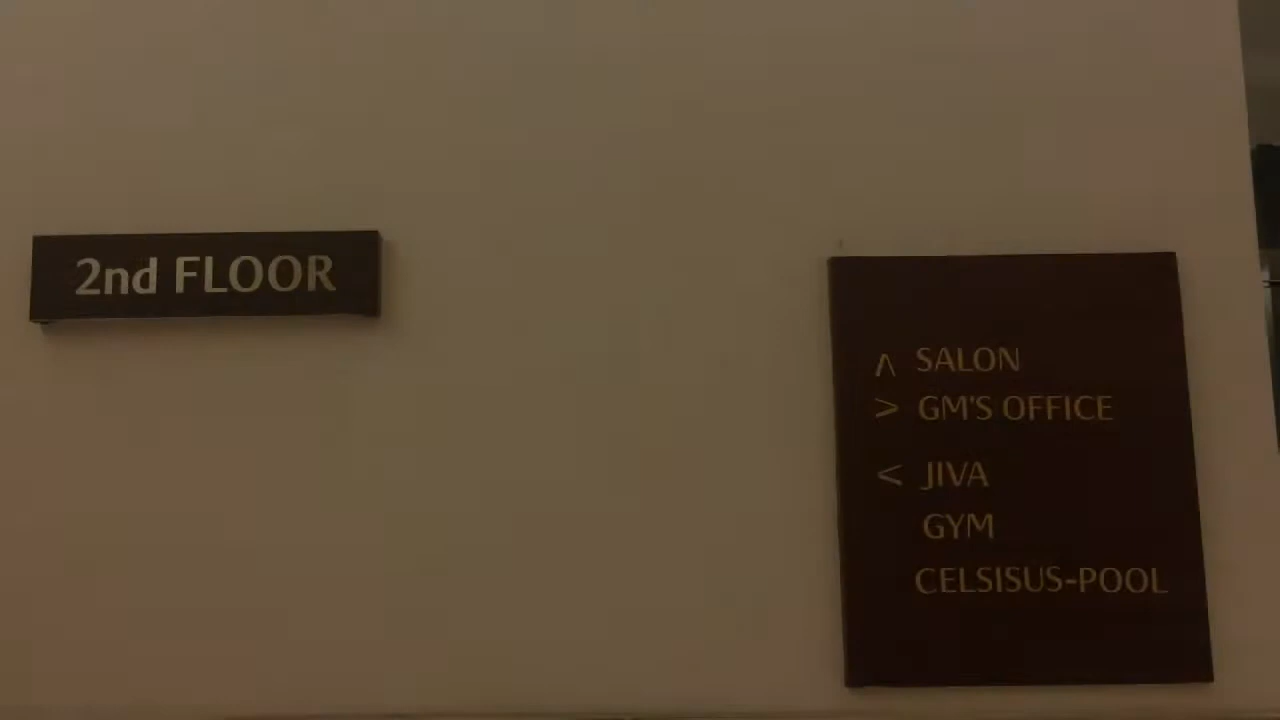 2nd FLOOR
Λ SALON
> GM'S OFFICE
< JIVA
GYM
CELSISUS-POOL